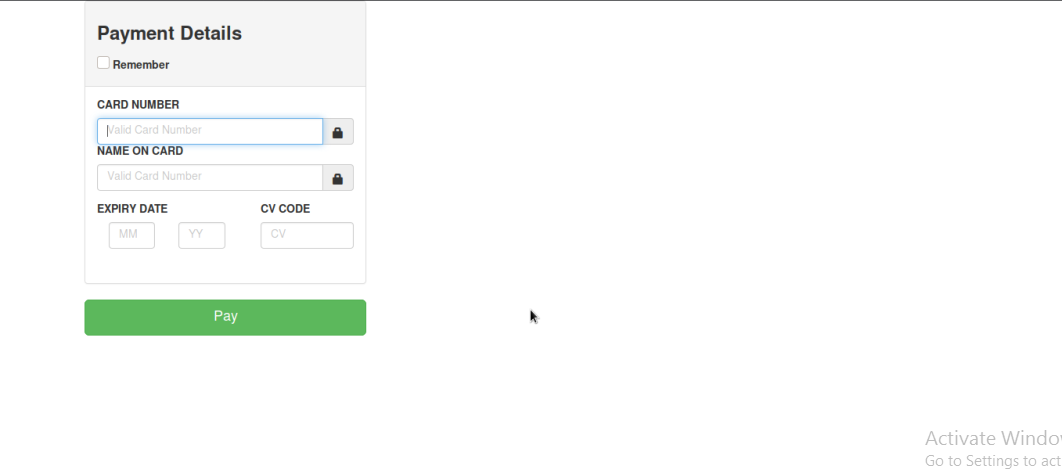 Payment Details
Remember
CARD NUMBER
Valid Card Number
NAME ON CARD
Valid Card Number
EXPIRY DATE CV CODE
MM YY CV
Pay
Activate Window
Go to Settings to act